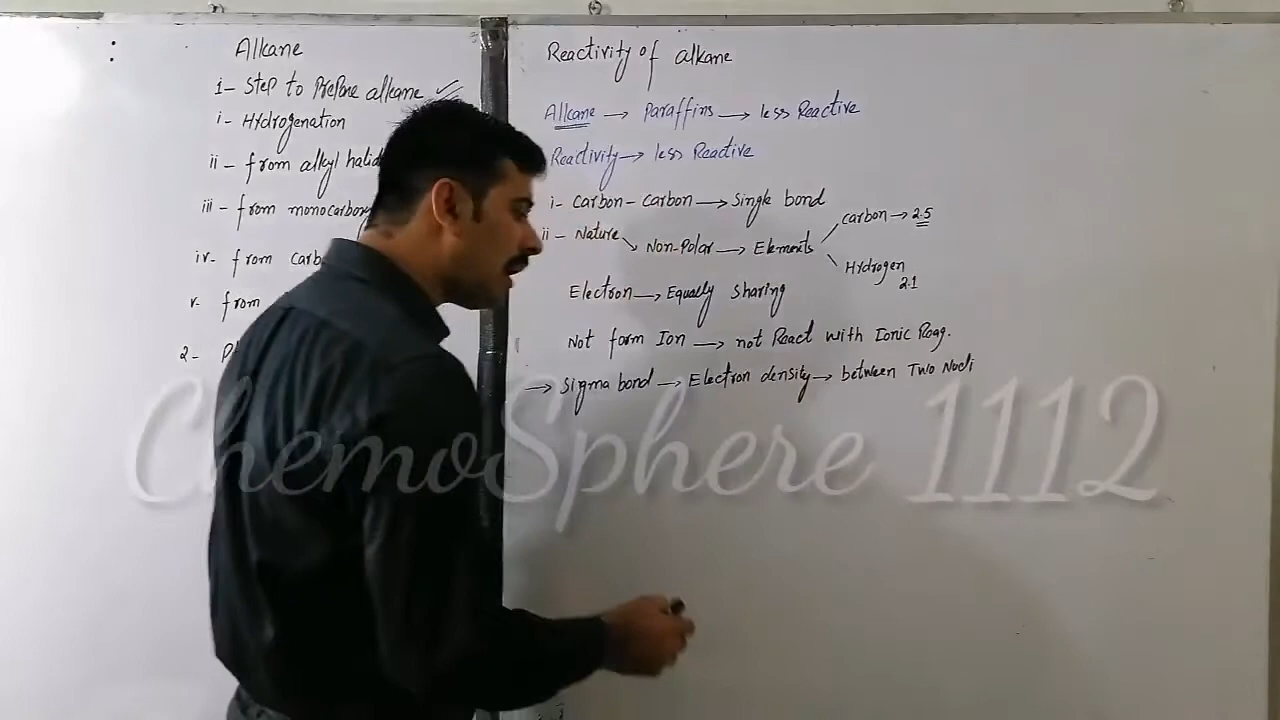 Alkane
1- Step to Prepare alkane
i- Hydrogenation
ii- from alkyl halid
iii- from monocarboxy
iv- from carb
v- from
2- P
Reactivity of alkane
Alkane → Paraffins → less Reactive
Reactivity → less Reactive
i- Carbon-Carbon → Single bond
ii- Nature → Non-Polar → Elements
Carbon → 2.5
Hydrogen
2.1
Electron → Equally sharing
Not form Ion → not React with Ionic Reag.
→ Sigma bond → Electron density → between Two Nucli
ChemoSphere 1112